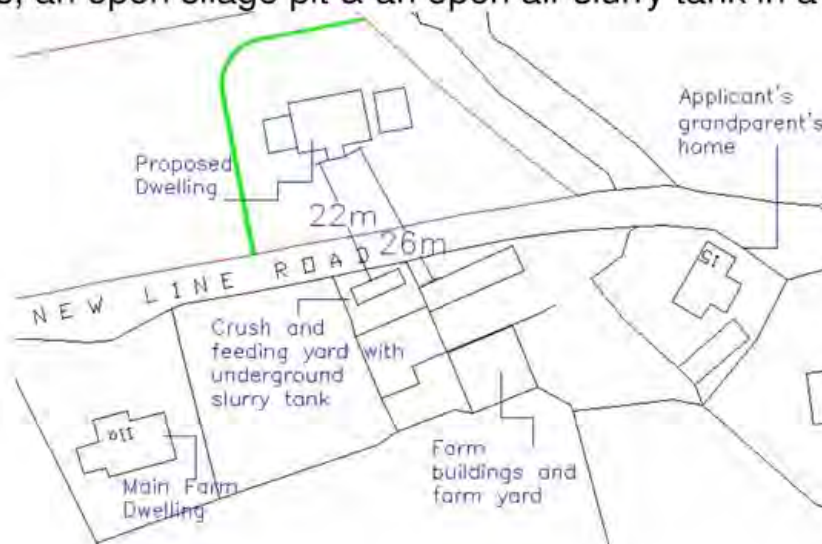 s, an open silage pit & an open air slurry tank in a
Applicant's
grandparent's
home
Proposed
Dwelling
22m
26m
NEW LINE ROAD
15
Crush and
feeding yard with
underground
slurry tank
11a
Main Farm
Dwelling
Farm
buildings and
farm yard